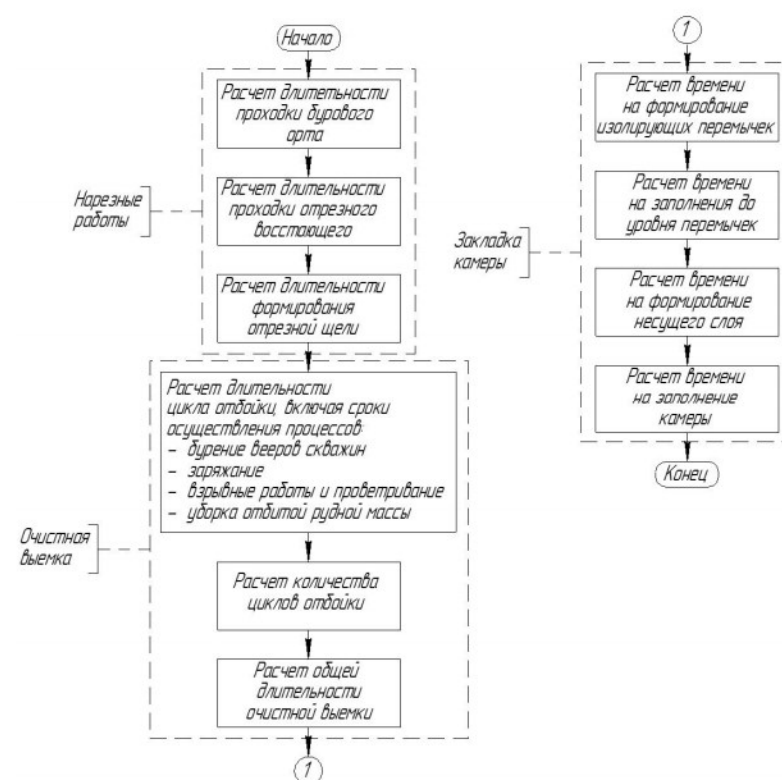 Начало
Расчет длительности
проходки бурового
орта
Расчет длительности
проходки отрезного
восстающего
Нарезные
работы
Расчет длительности
формирования
отрезной щели
Расчет длительности
цикла отбойки, включая сроки
осуществления процессов:
- бурение вееров скважин
- заряжание
- взрывные работы и проветривание
- уборка отбитой рудной массы
Очистная
выемка
Расчет количества
циклов отбойки
Расчет общей
длительности
очистной выемки
1
1
Расчет времени
на формирование
изолирующих перемычек
Расчет времени
на заполнения до
уровня перемычек
Закладка
камеры
Расчет времени
на формирование
несущего слоя
Расчет времени
на заполнение
камеры
Конец